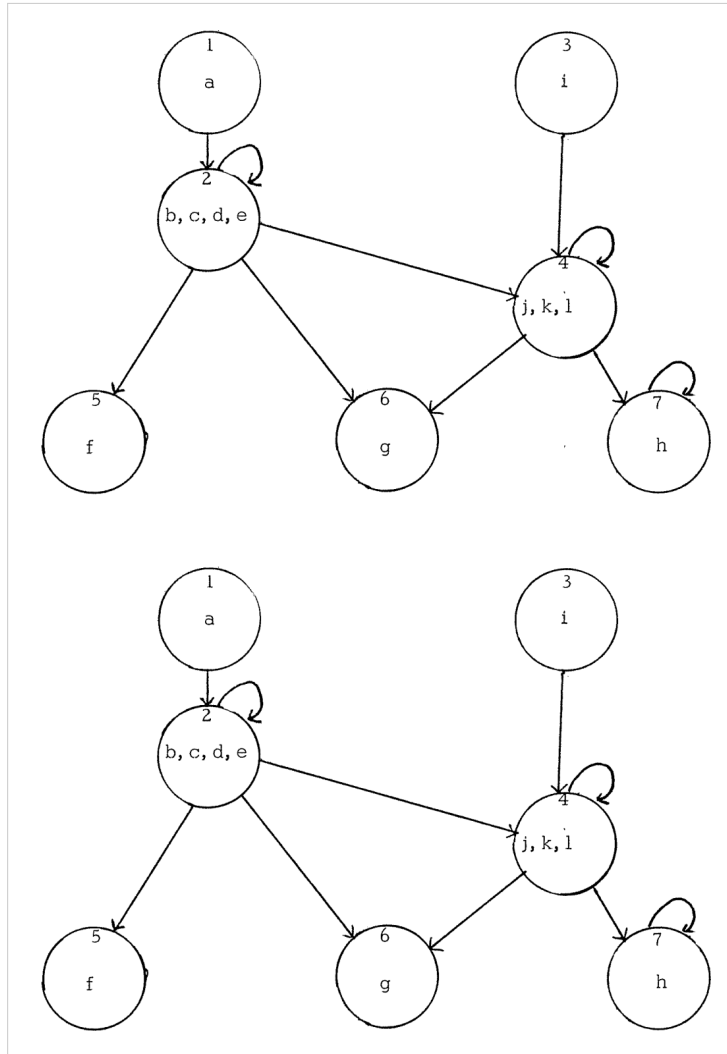 1 3
a i
2
b, c, d, e
4
j, k, l
5 6 7
f g h
1 3
a i
2
b, c, d, e
4
j, k, l
5 6 7
f g h